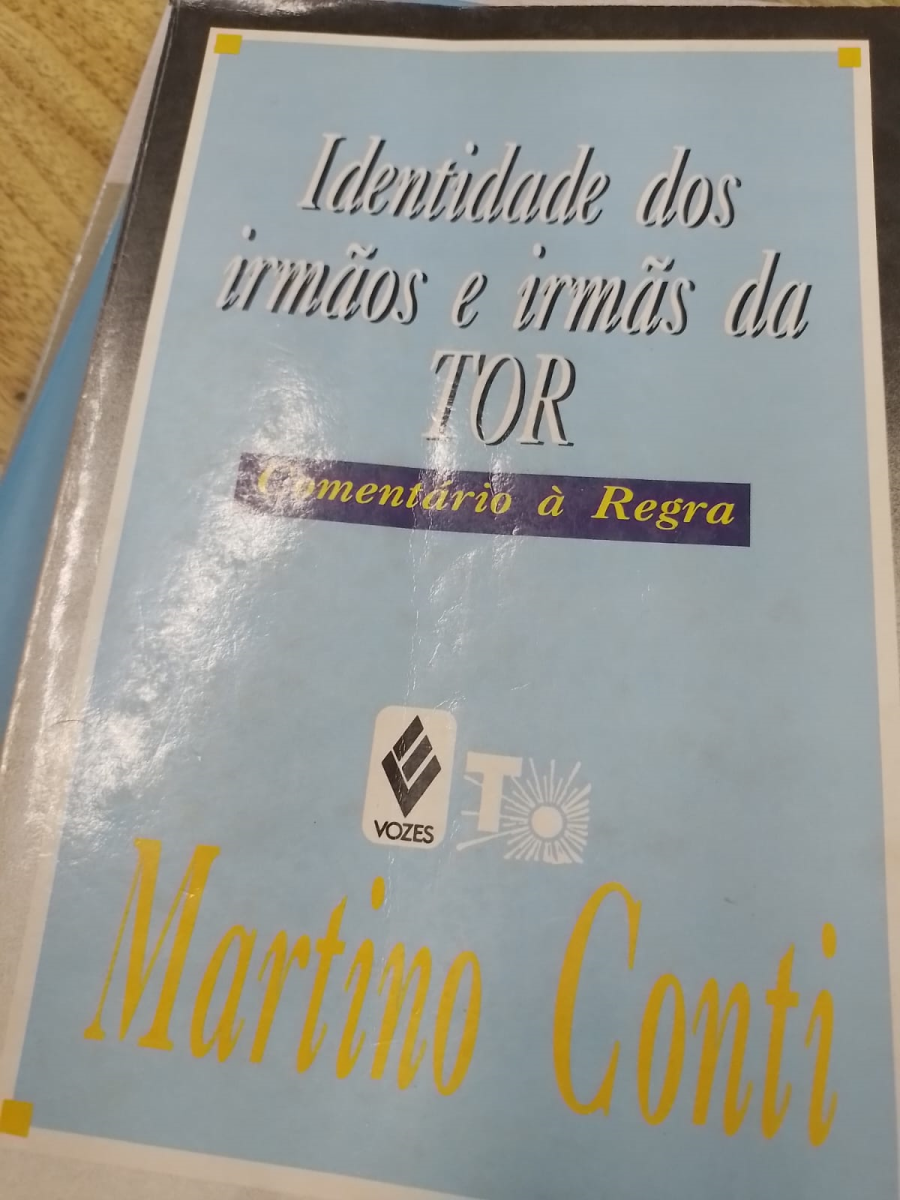 Identidade dos
irmãos e irmãs da
TOR
Comentário à Regra
VOZES
T
Martino Conti